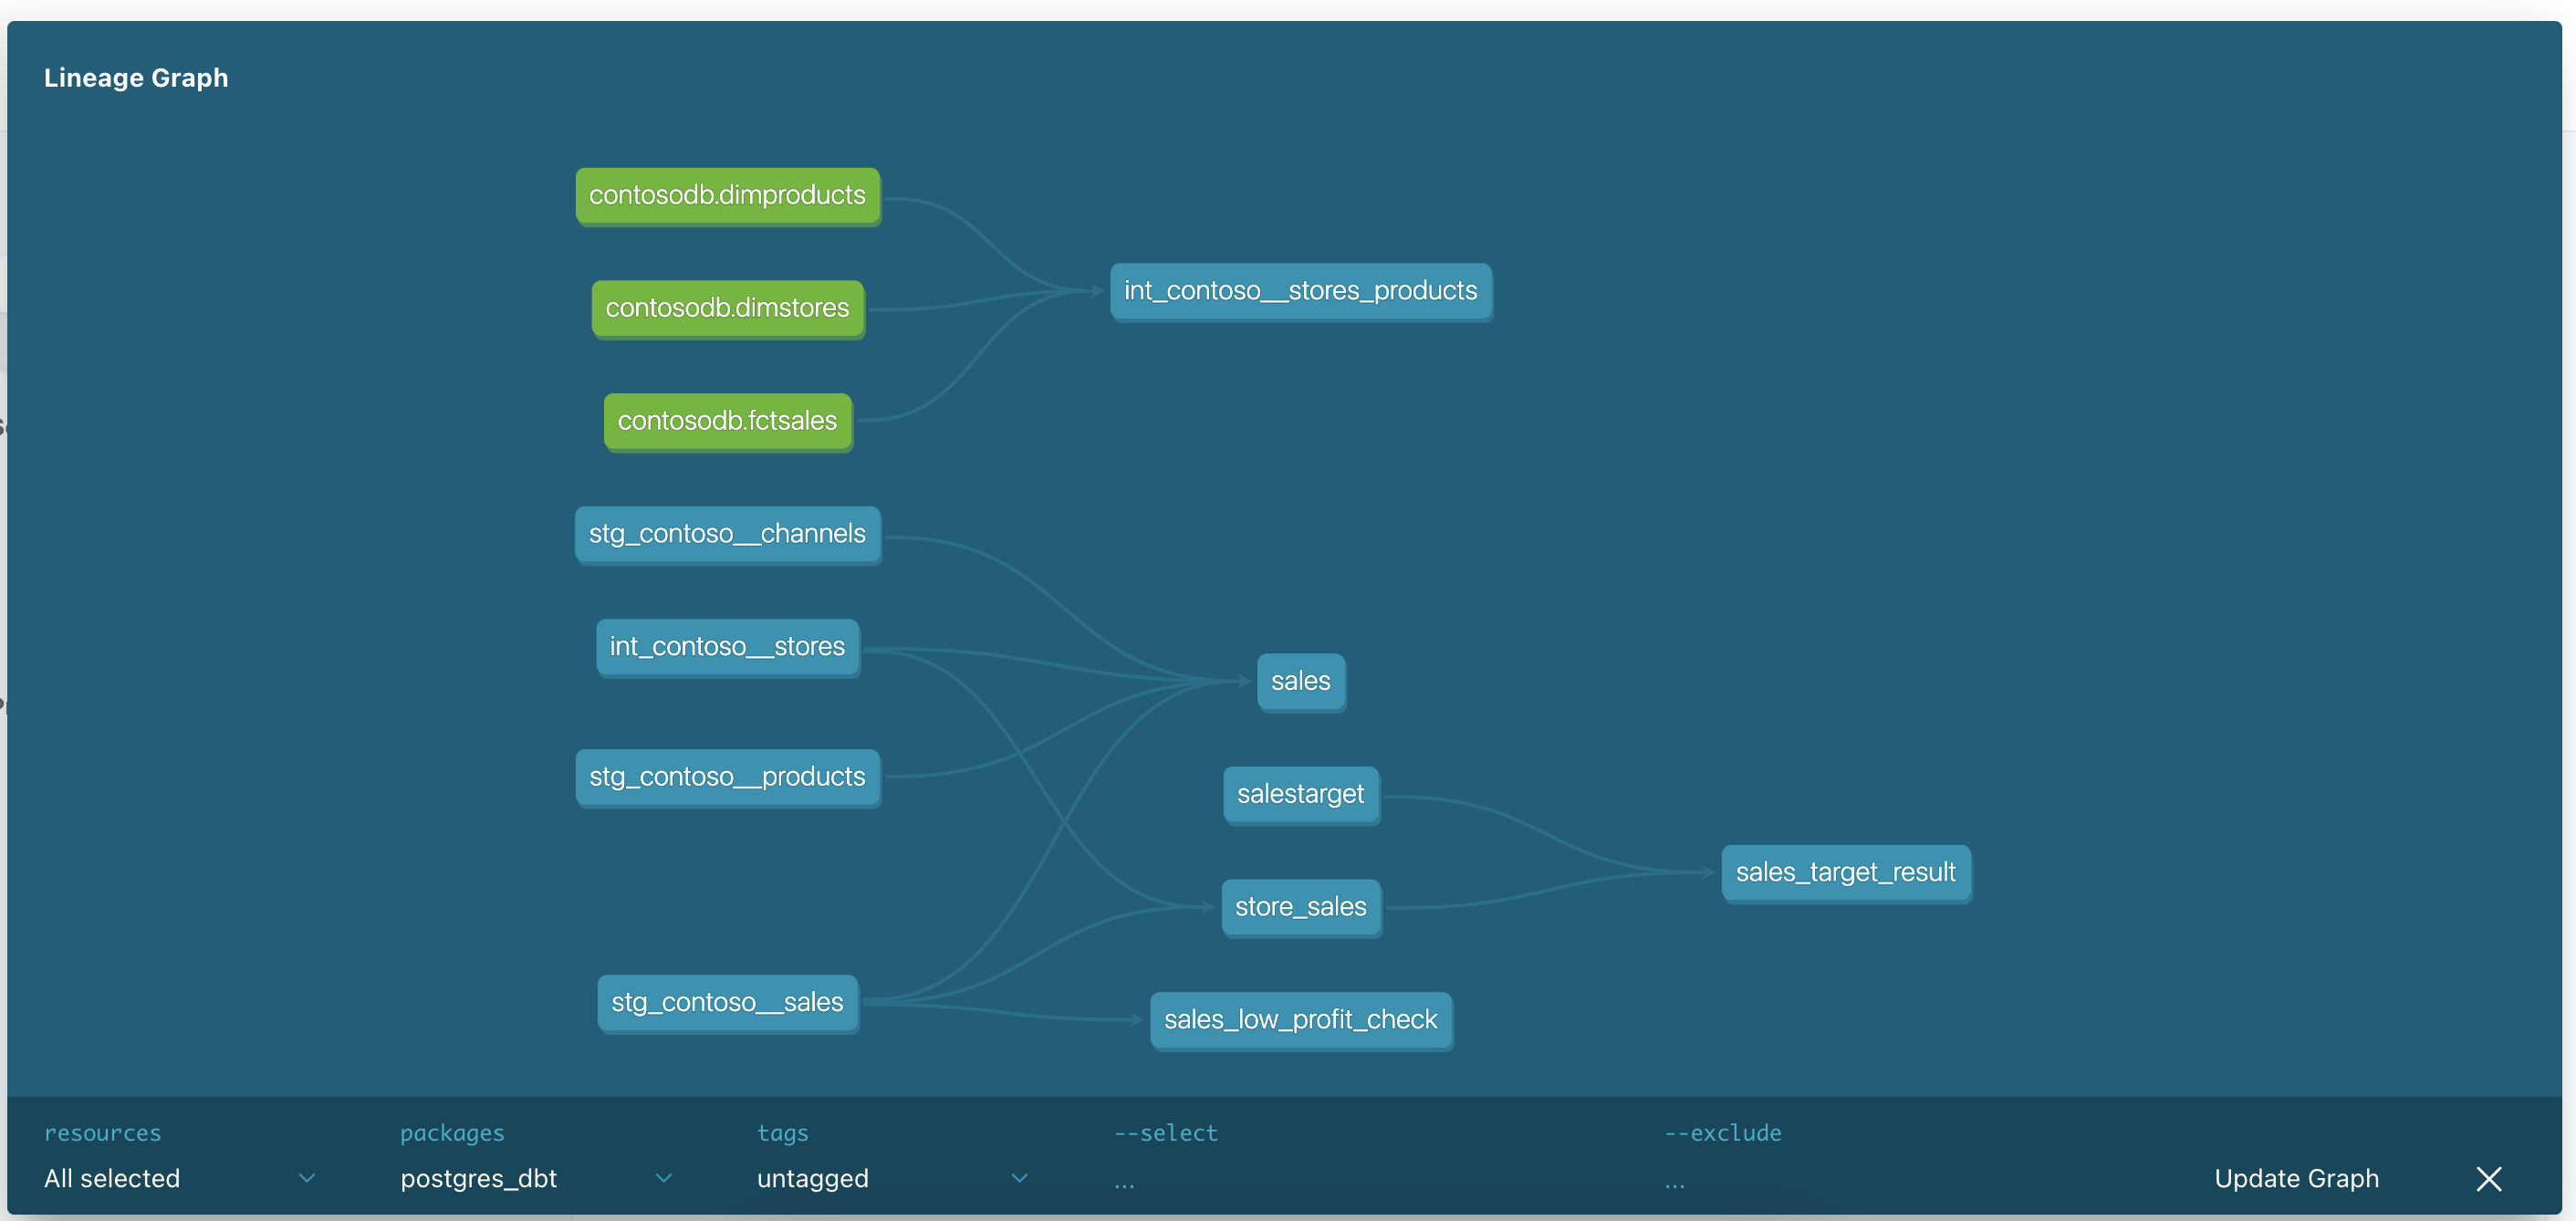 Lineage Graph
contosodb.dimproducts
contosodb.dimstores
contosodb.fctsales
int_contoso__stores_products
stg_contoso__channels
int_contoso__stores
stg_contoso__products
stg_contoso__sales
sales
salestarget
store_sales
sales_low_profit_check
sales_target_result
resources
All selected
packages
postgres_dbt
tags
untagged
--select
...
--exclude
...
Update Graph